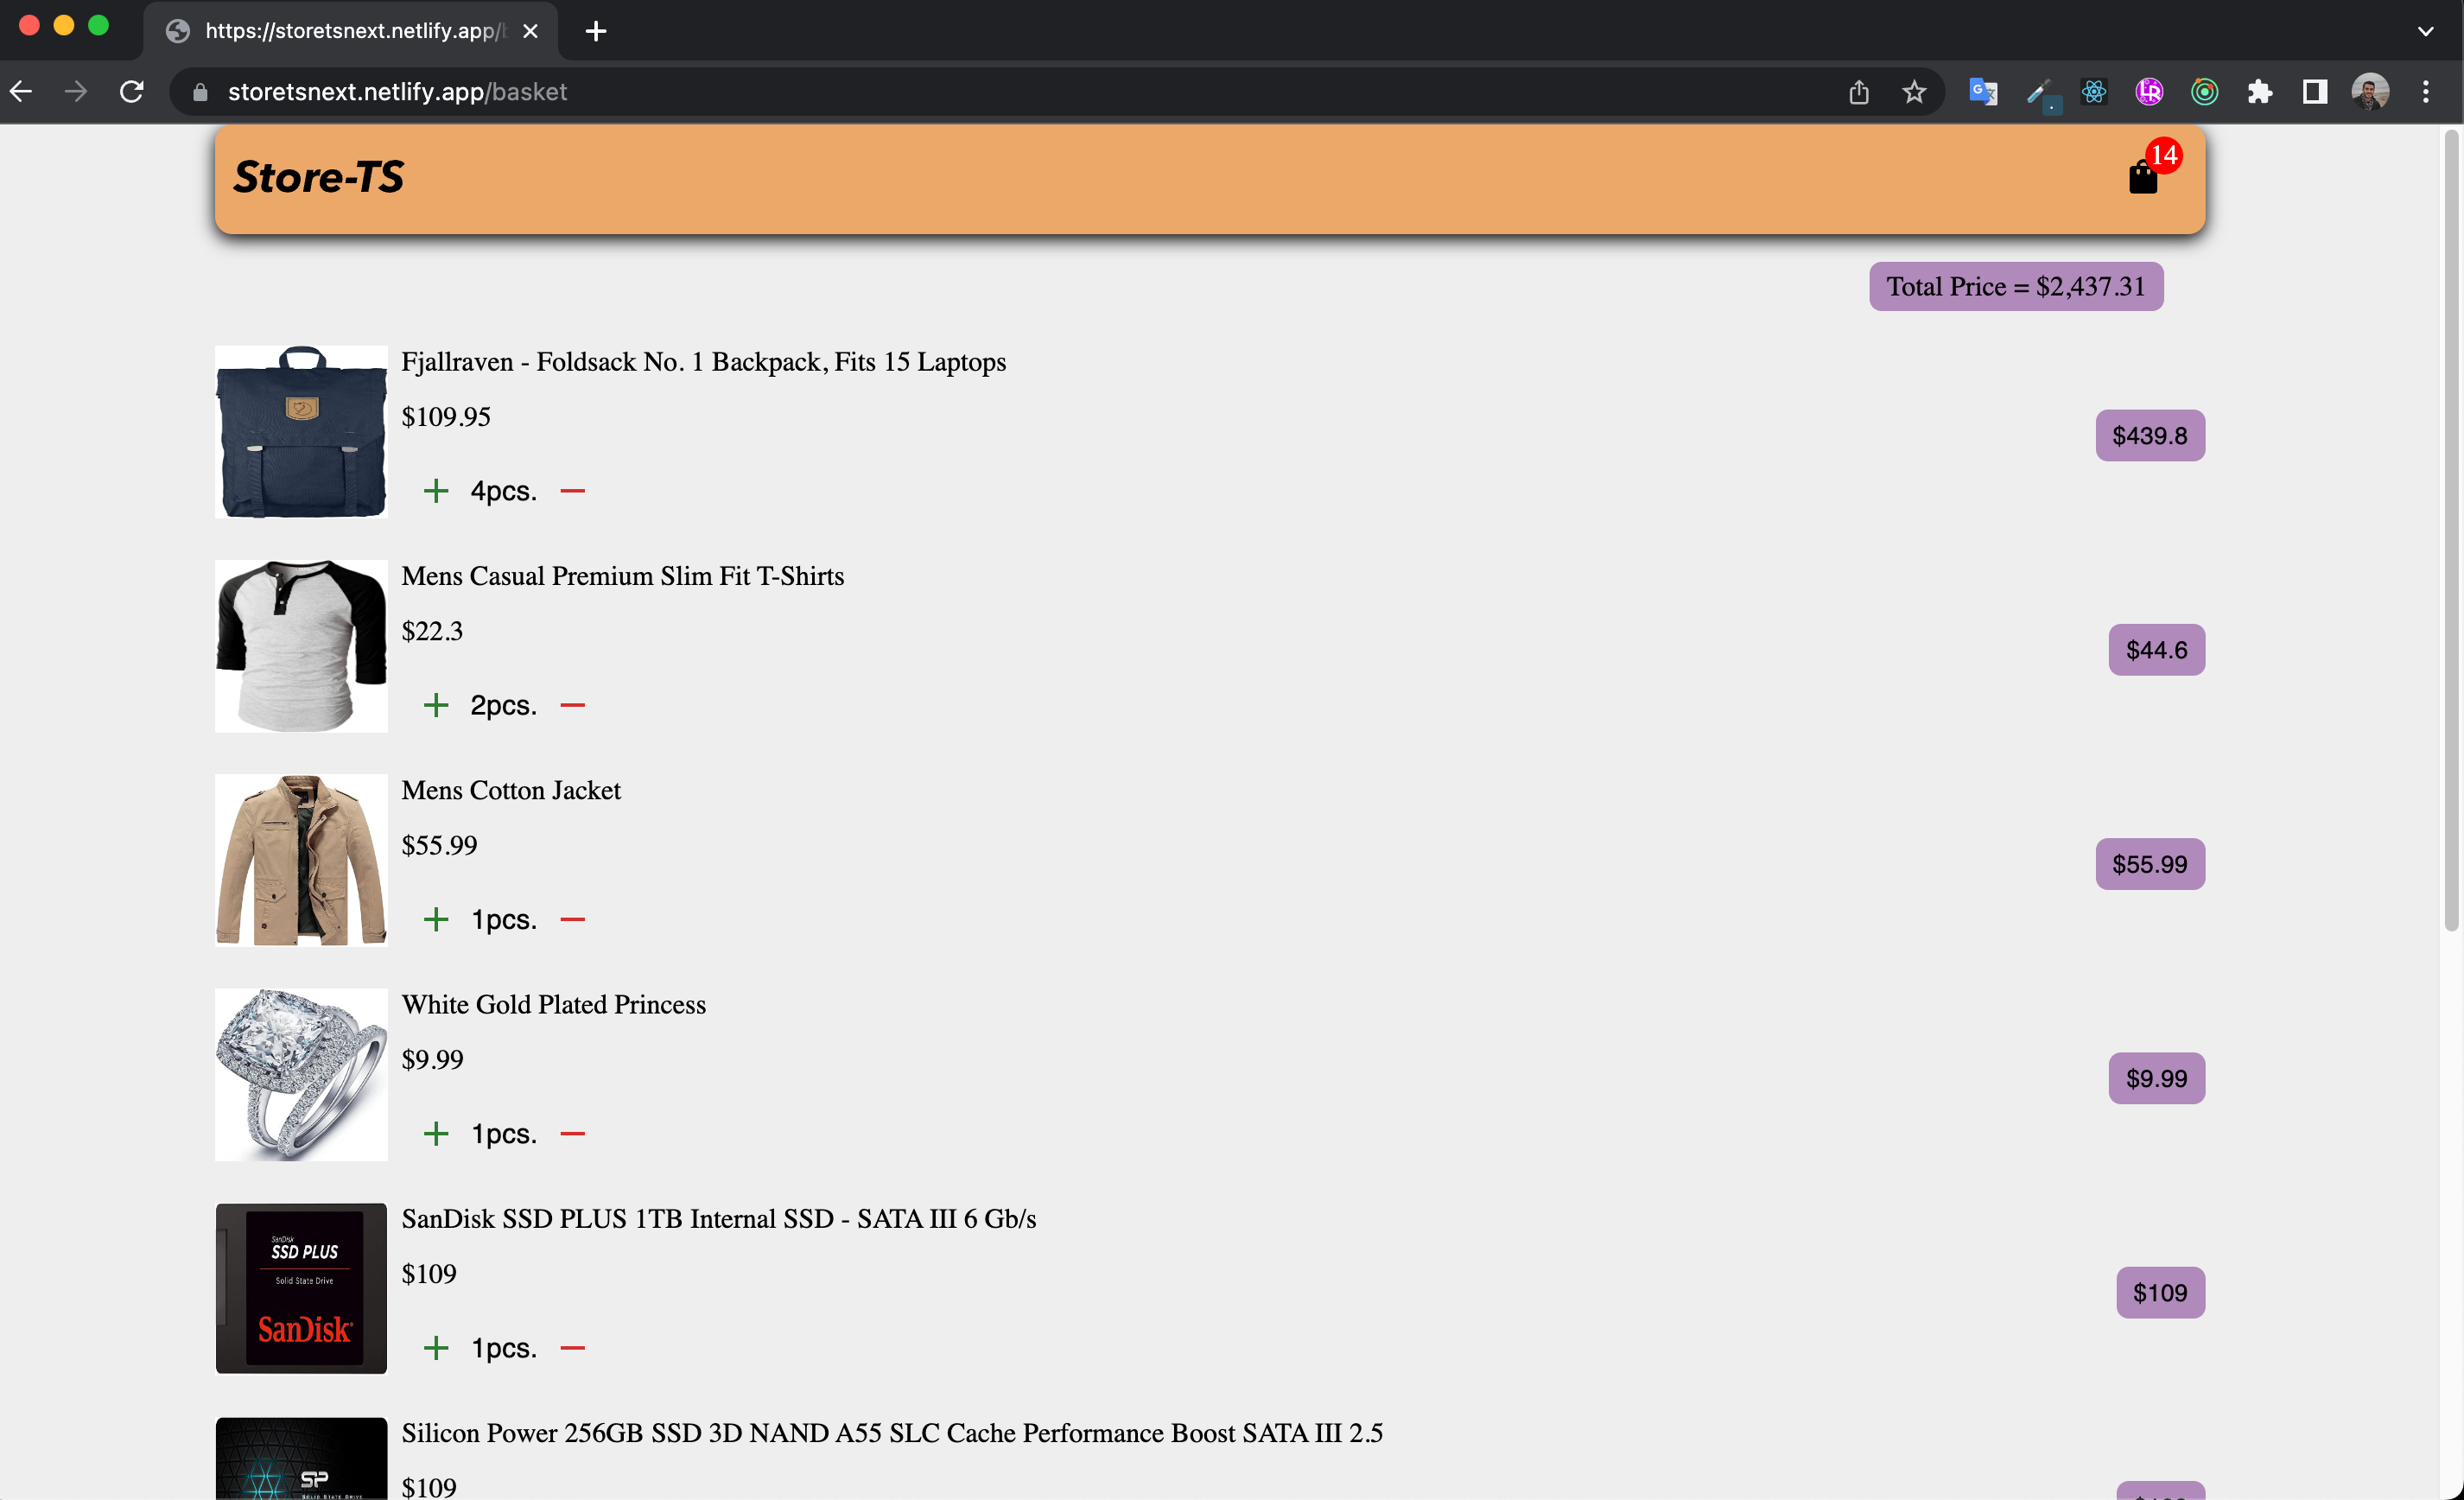 https://storetsnext.netlify.app/
storetsnext.netlify.app/basket
Store-TS
14
Total Price = $2,437.31
Fjallraven - Foldsack No. 1 Backpack, Fits 15 Laptops
$109.95
$439.8
+ 4pcs. −
Mens Casual Premium Slim Fit T-Shirts
$22.3
$44.6
+ 2pcs. −
Mens Cotton Jacket
$55.99
$55.99
+ 1pcs. −
White Gold Plated Princess
$9.99
$9.99
+ 1pcs. −
SanDisk SSD PLUS 1TB Internal SSD - SATA III 6 Gb/s
SanDisk
SSD PLUS
Solid State Drive
SanDisk
$109
$109
+ 1pcs. −
Silicon Power 256GB SSD 3D NAND A55 SLC Cache Performance Boost SATA III 2.5
SP
SOLID STATE DRIVE
$109